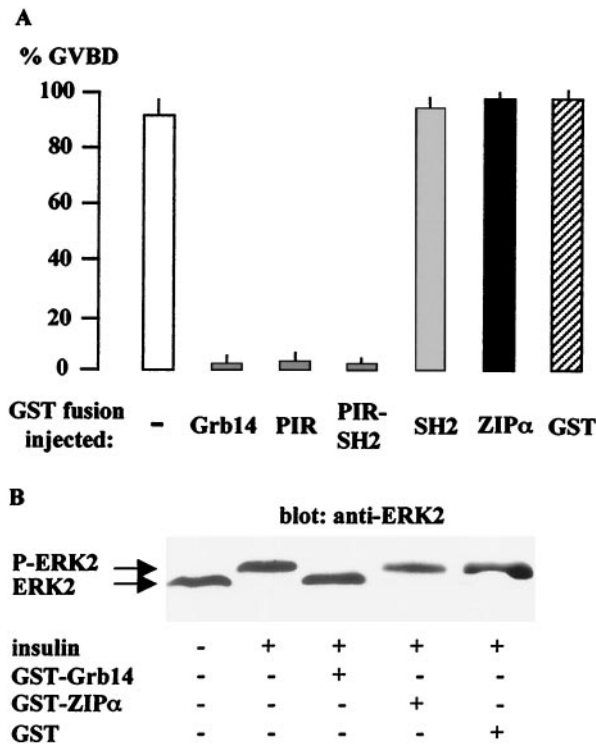 A
% GVBD
100
80
60
40
20
0
GST fusion injected: - Grb14 PIR PIR-SH2 SH2 ZIPα GST
B
blot: anti-ERK2
P-ERK2
ERK2
insulin - + + + +
GST-Grb14 - - + - -
GST-ZIPα - - - + -
GST - - - - +